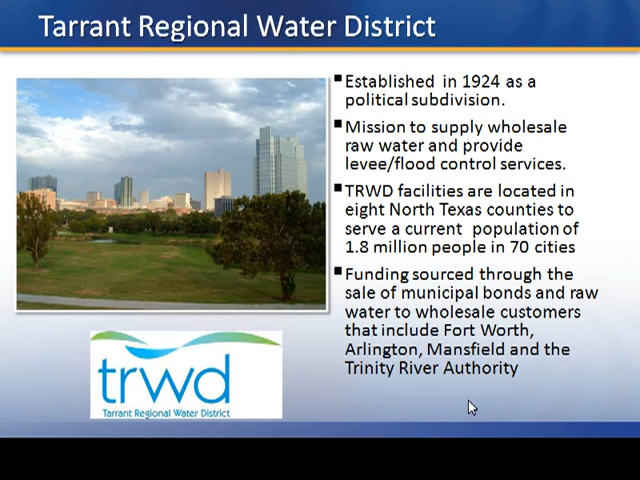 Tarrant Regional Water District
▪Established in 1924 as a
political subdivision.
▪Mission to supply wholesale
raw water and provide
levee/flood control services.
▪TRWD facilities are located in
eight North Texas counties to
serve a current population of
1.8 million people in 70 cities
▪Funding sourced through the
sale of municipal bonds and raw
water to wholesale customers
that include Fort Worth,
Arlington, Mansfield and the
Trinity River Authority
trwd
Tarrant Regional Water District